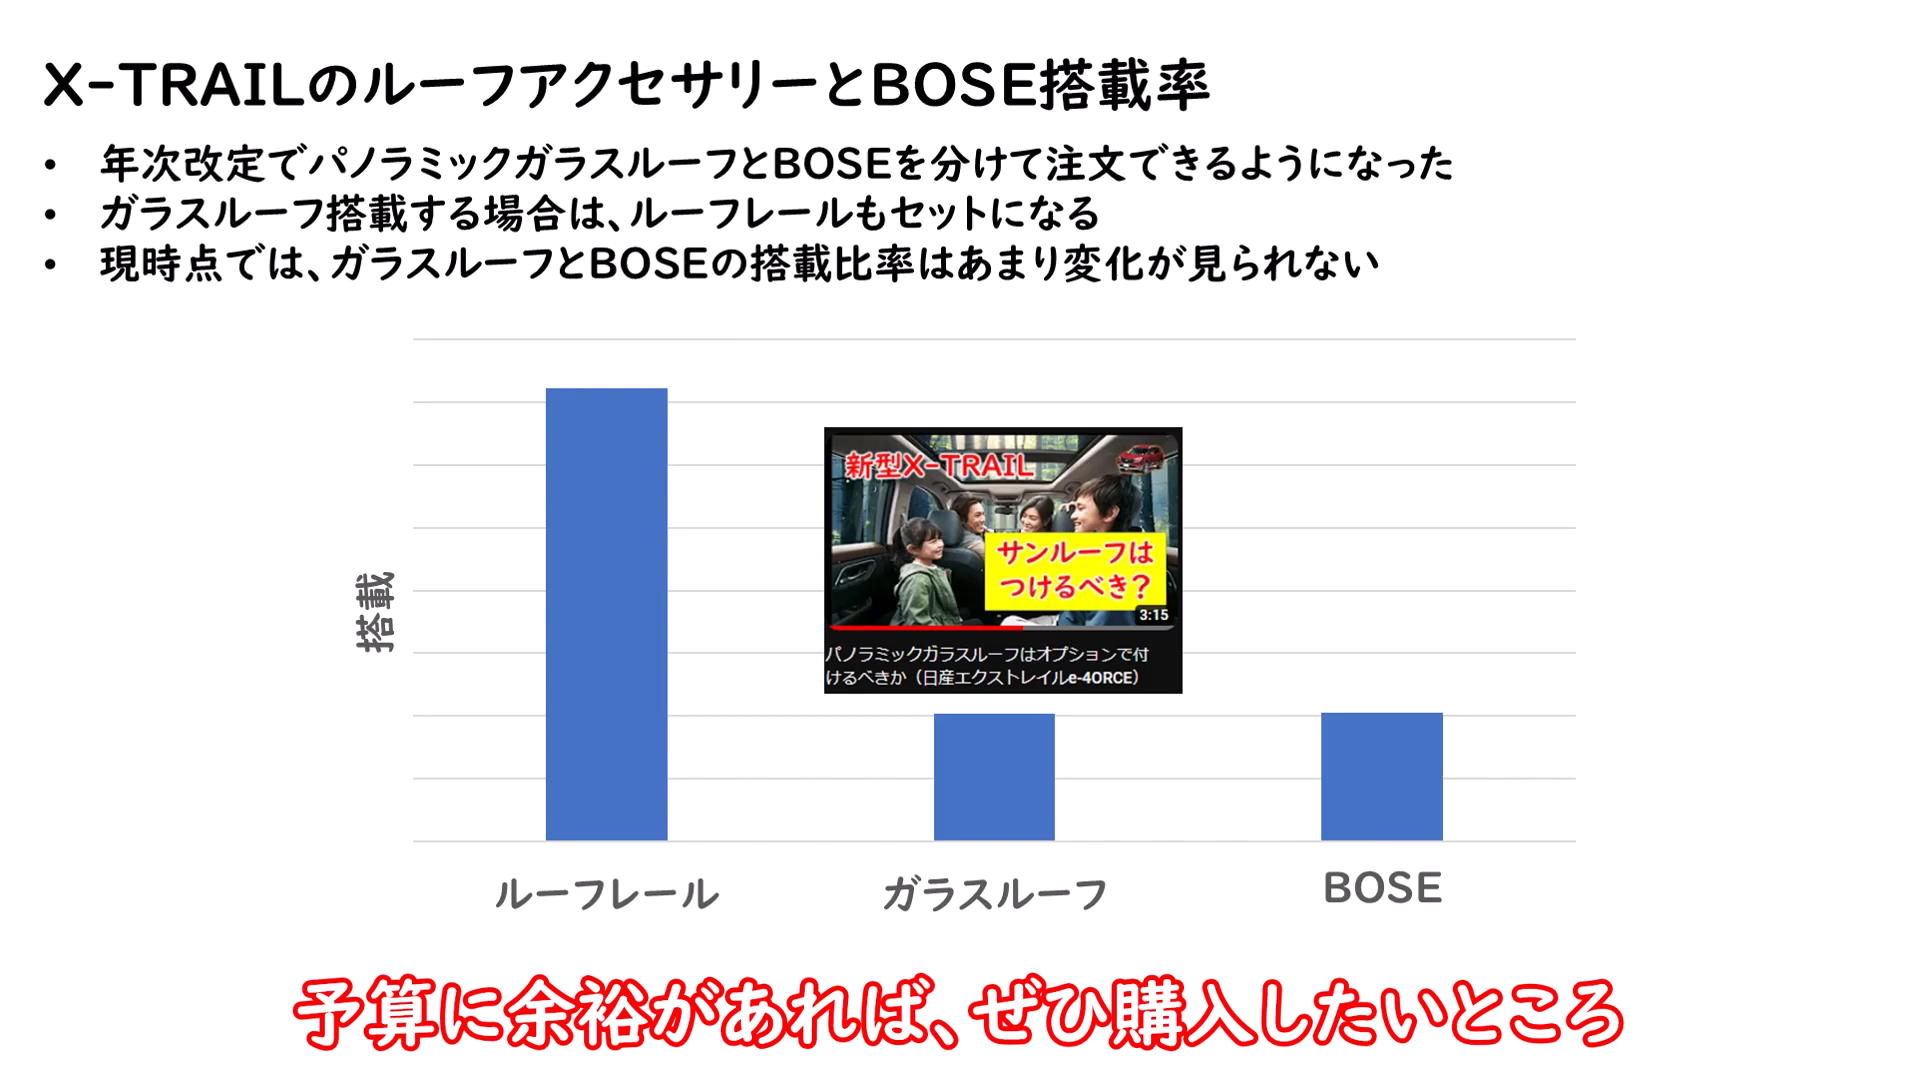 X-TRAILのルーフアクセサリーとBOSE搭載率
• 年次改定でパノラミックガラスルーフとBOSEを分けて注文できるようになった
• ガラスルーフ搭載する場合は、ルーフレールもセットになる
• 現時点では、ガラスルーフとBOSEの搭載比率はあまり変化が見られない
搭載
新型X-TRAIL
サンルーフは
つけるべき?
3:15
パノラミックガラスルーフはオプションで付
けるべきか（日産エクストレイルe-4ORCE）
ルーフレール
ガラスルーフ
BOSE
予算に余裕があれば、ぜひ購入したいところ